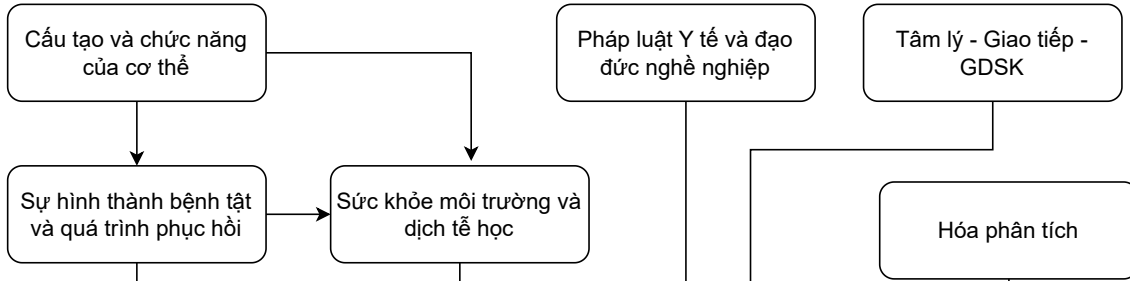 Cấu tạo và chức năng
của cơ thể
Pháp luật Y tế và đạo
đức nghề nghiệp
Tâm lý - Giao tiếp -
GDSK
Sự hình thành bệnh tật
và quá trình phục hồi
Sức khỏe môi trường và
dịch tễ học
Hóa phân tích